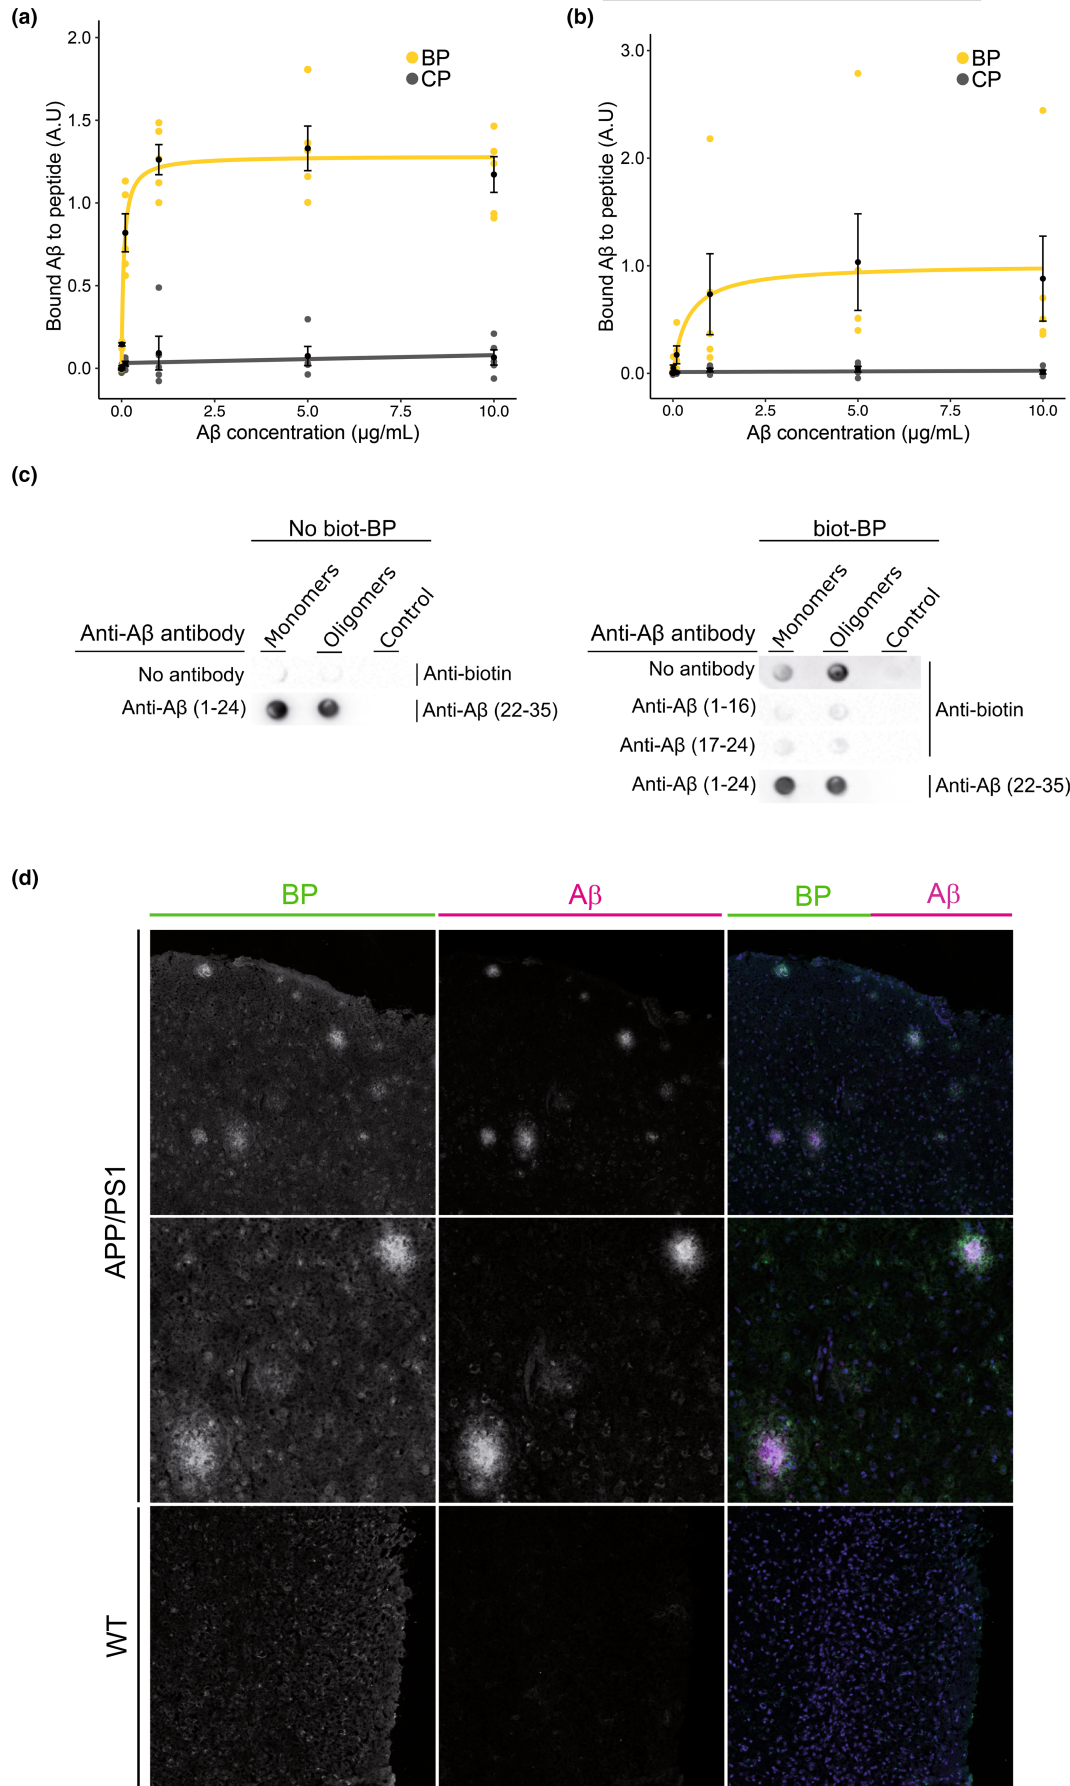 (a)
2.0
1.5
1.0
0.5
0.0
Bound Aβ to peptide (A.U)
BP
CP
0.0 2.5 5.0 7.5 10.0
Aβ concentration (µg/mL)
(b)
3.0
2.0
1.0
0.0
Bound Aβ to peptide (A.U)
BP
CP
0.0 2.5 5.0 7.5 10.0
Aβ concentration (µg/mL)
(c)
No biot-BP
Monomers Oligomers Control
Anti-Aβ antibody
No antibody Anti-biotin
Anti-Aβ (1-24) Anti-Aβ (22-35)
biot-BP
Monomers Oligomers Control
Anti-Aβ antibody
No antibody
Anti-Aβ (1-16) Anti-biotin
Anti-Aβ (17-24)
Anti-Aβ (1-24) Anti-Aβ (22-35)
(d)
BP Aβ BP Aβ
APP/PS1
WT